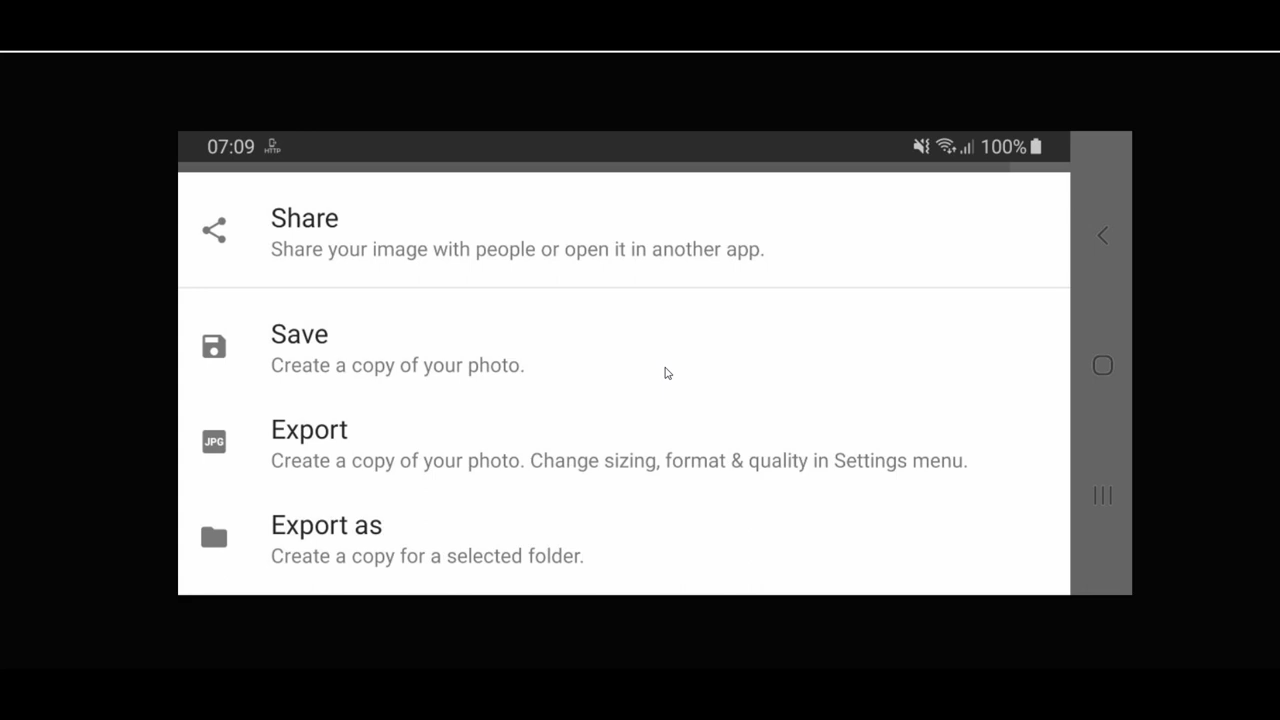 07:09 HTTP 100%
Share
Share your image with people or open it in another app.
Save
Create a copy of your photo.
JPG
Export
Create a copy of your photo. Change sizing, format & quality in Settings menu.
Export as
Create a copy for a selected folder.